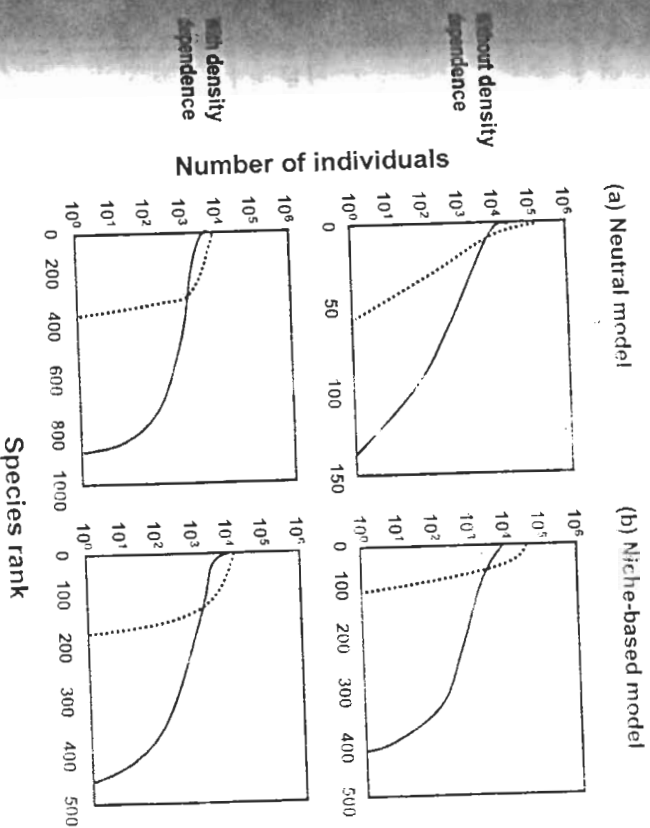 (a) Neutral model
(b) Niche-based model
Without density
dependence
10⁶
10⁵
10⁴
10³
10²
10¹
10⁰
0 50 100 150
10⁶
10⁵
10⁴
10³
10²
10¹
10⁰
0 100 200 300 400 500
Number of individuals
With density
dependence
10⁶
10⁵
10⁴
10³
10²
10¹
10⁰
0 200 400 600 800 1000
10⁶
10⁵
10⁴
10³
10²
10¹
10⁰
0 100 200 300 400 500
Species rank